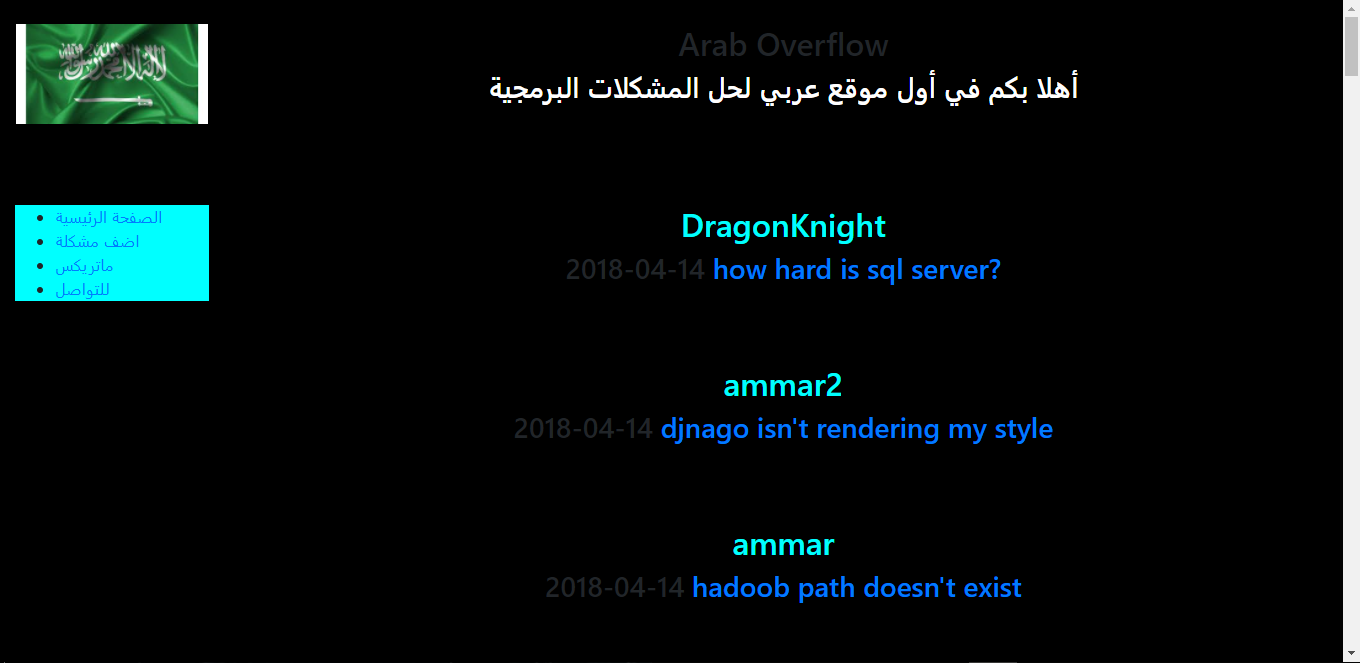 Arab Overflow
أهلا بكم في أول موقع عربي لحل المشكلات البرمجية
الصفحة الرئيسية
اضف مشكلة
ماتريكس
للتواصل
DragonKnight
2018-04-14 how hard is sql server?
ammar2
2018-04-14 djnago isn't rendering my style
ammar
2018-04-14 hadoob path doesn't exist